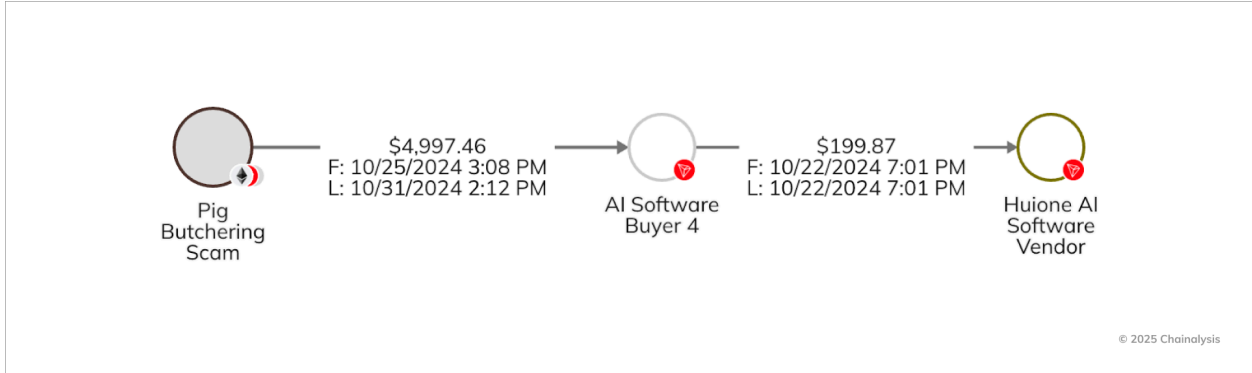 $4,997.46
F: 10/25/2024 3:08 PM
L: 10/31/2024 2:12 PM
$199.87
F: 10/22/2024 7:01 PM
L: 10/22/2024 7:01 PM
Pig
Butchering
Scam
AI Software
Buyer 4
Huione AI
Software
Vendor
© 2025 Chainalysis